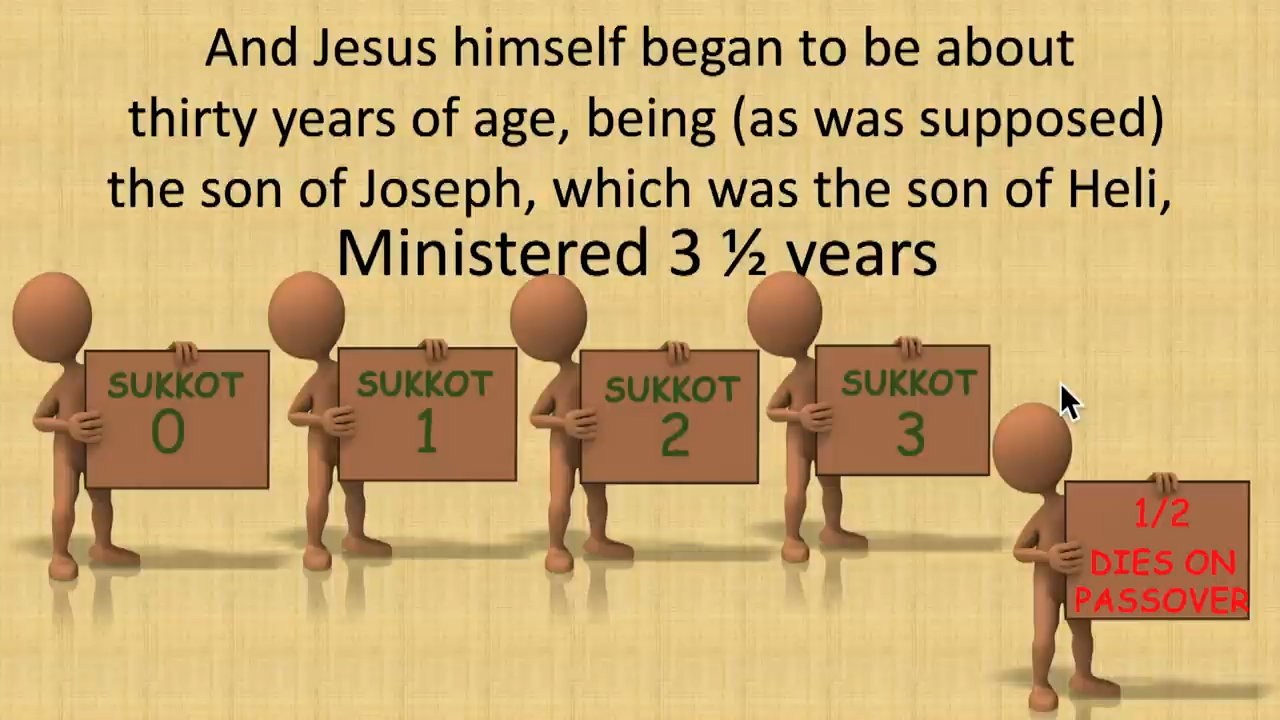 And Jesus himself began to be about
thirty years of age, being (as was supposed)
the son of Joseph, which was the son of Heli,
Ministered 3 ½ years
SUKKOT
0
SUKKOT
1
SUKKOT
2
SUKKOT
3
1/2
DIES ON
PASSOVER